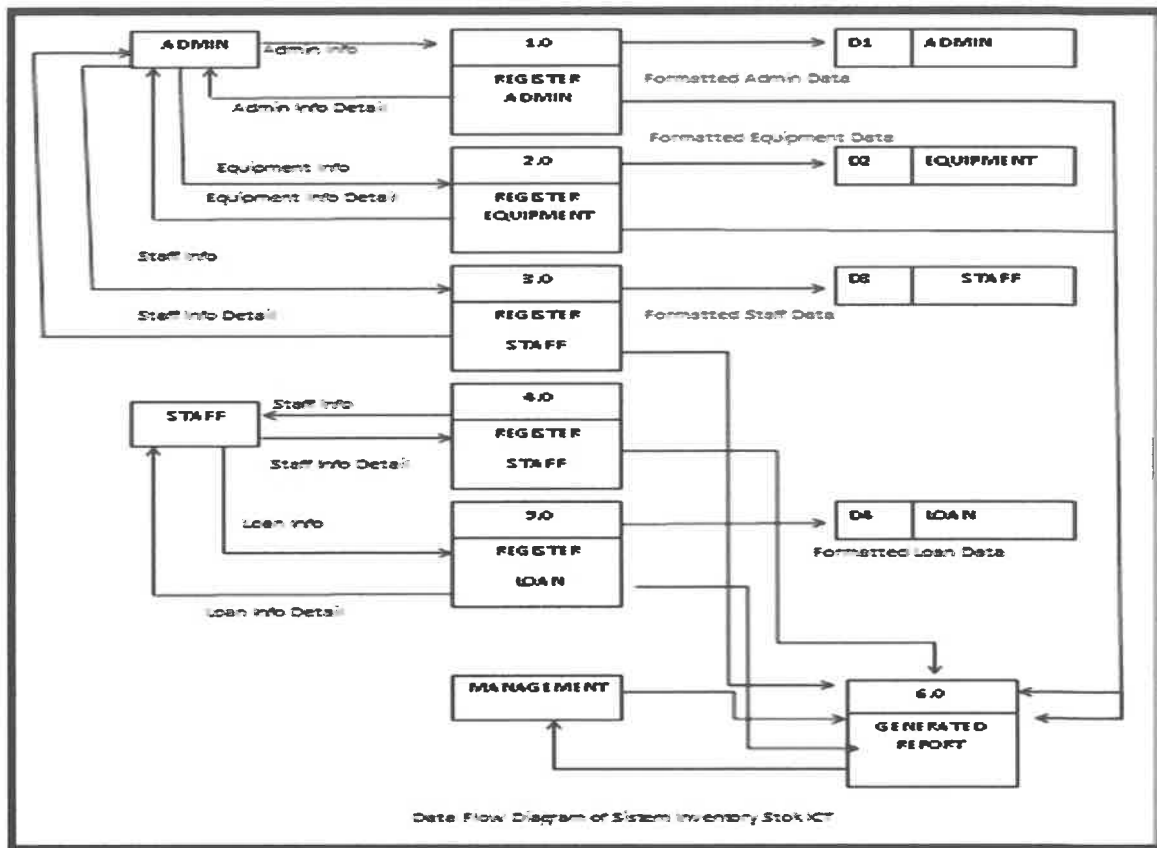 ADMIN
Admin Info
1.0
REGISTER
ADMIN
Admin Info Detail
D1
ADMIN
Formatted Admin Data
Formatted Equipment Data
Equipment Info
Equipment Info Detail
2.0
REGISTER
EQUIPMENT
D2
EQUIPMENT
Staff Info
3.0
REGISTER
STAFF
D3
STAFF
Staff Info Detail
Formatted Staff Data
STAFF
Staff Info
4.0
REGISTER
STAFF
Staff Info Detail
Loan Info
5.0
REGISTER
LOAN
D4
LOAN
Formatted Loan Data
Loan Info Detail
MANAGEMENT
6.0
GENERATED
REPORT
Data Flow Diagram of Sistem Inventory Stok ICT